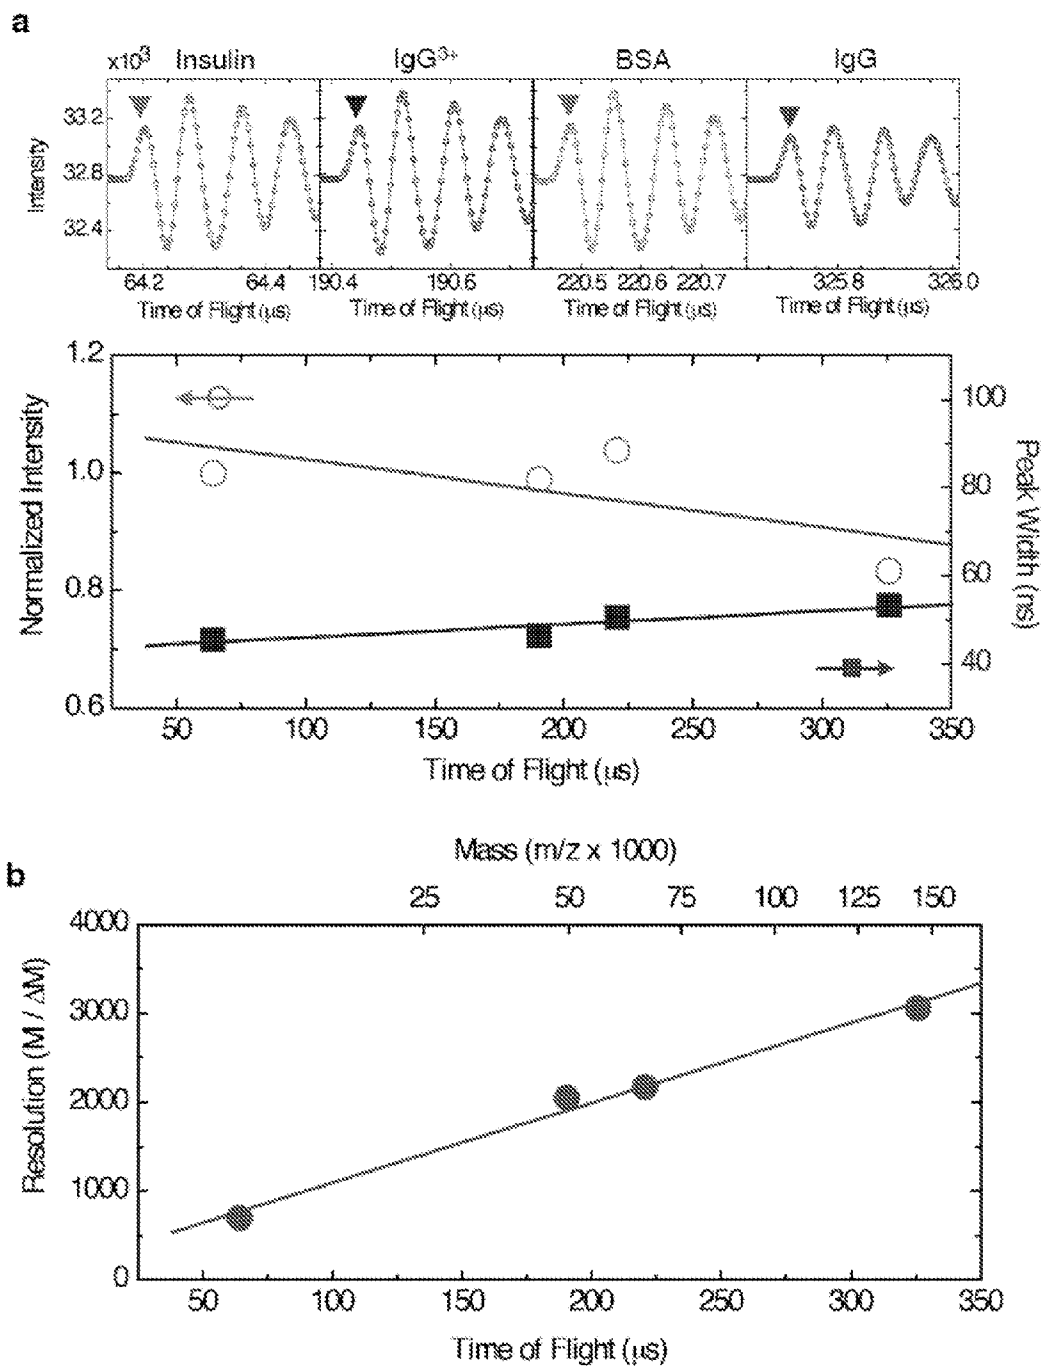 a
x10³ Insulin IgG³⁺ BSA IgG
33.2
32.8
32.4
Intensity
64.2 64.4 190.4 190.6 220.5 220.6 220.7 325.8 326.0
Time of Flight (μs) Time of Flight (μs) Time of Flight (μs) Time of Flight (μs)
1.2
1.0
0.8
0.6
Normalized Intensity
100
80
60
40
Peak Width (ns)
50 100 150 200 250 300 350
Time of Flight (μs)
Mass (m/z x 1000)
b
25 50 75 100 125 150
4000
3000
2000
1000
0
Resolution (M / ΔM)
50 100 150 200 250 300 350
Time of Flight (μs)